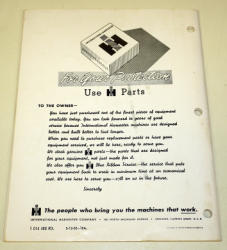 For Your Protection
Use IH Parts
TO THE OWNER—
You have just purchased one of the finest pieces of equipment
available today. You can look forward to years of good
service because International Harvester machines are designed
better and built better to last longer.
When you need to purchase replacement parts or have your
equipment serviced, we will be here, ready to serve you.
We stock genuine IH parts—the parts that are designed
for your equipment, not just made for it.
We also offer you IH Blue Ribbon Service—the service that puts
your equipment back to work in minimum time at an economical
cost. We are here to serve you—call on us in the future.
Sincerely
IH The people who bring you the machines that work.
INTERNATIONAL HARVESTER COMPANY